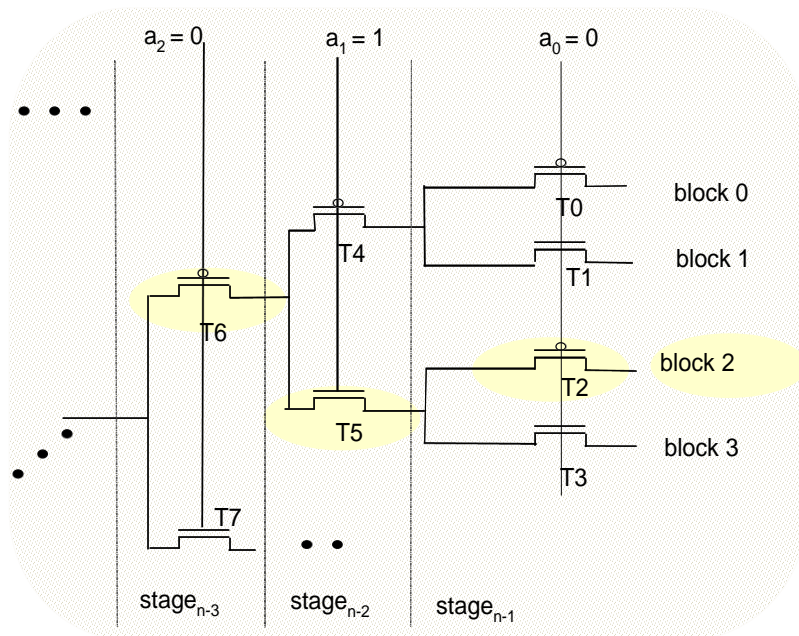 a2 = 0
a1 = 1
a0 = 0
T0
block 0
T4
T1
block 1
T6
T2
block 2
T5
T3
block 3
T7
stagen-3
stagen-2
stagen-1